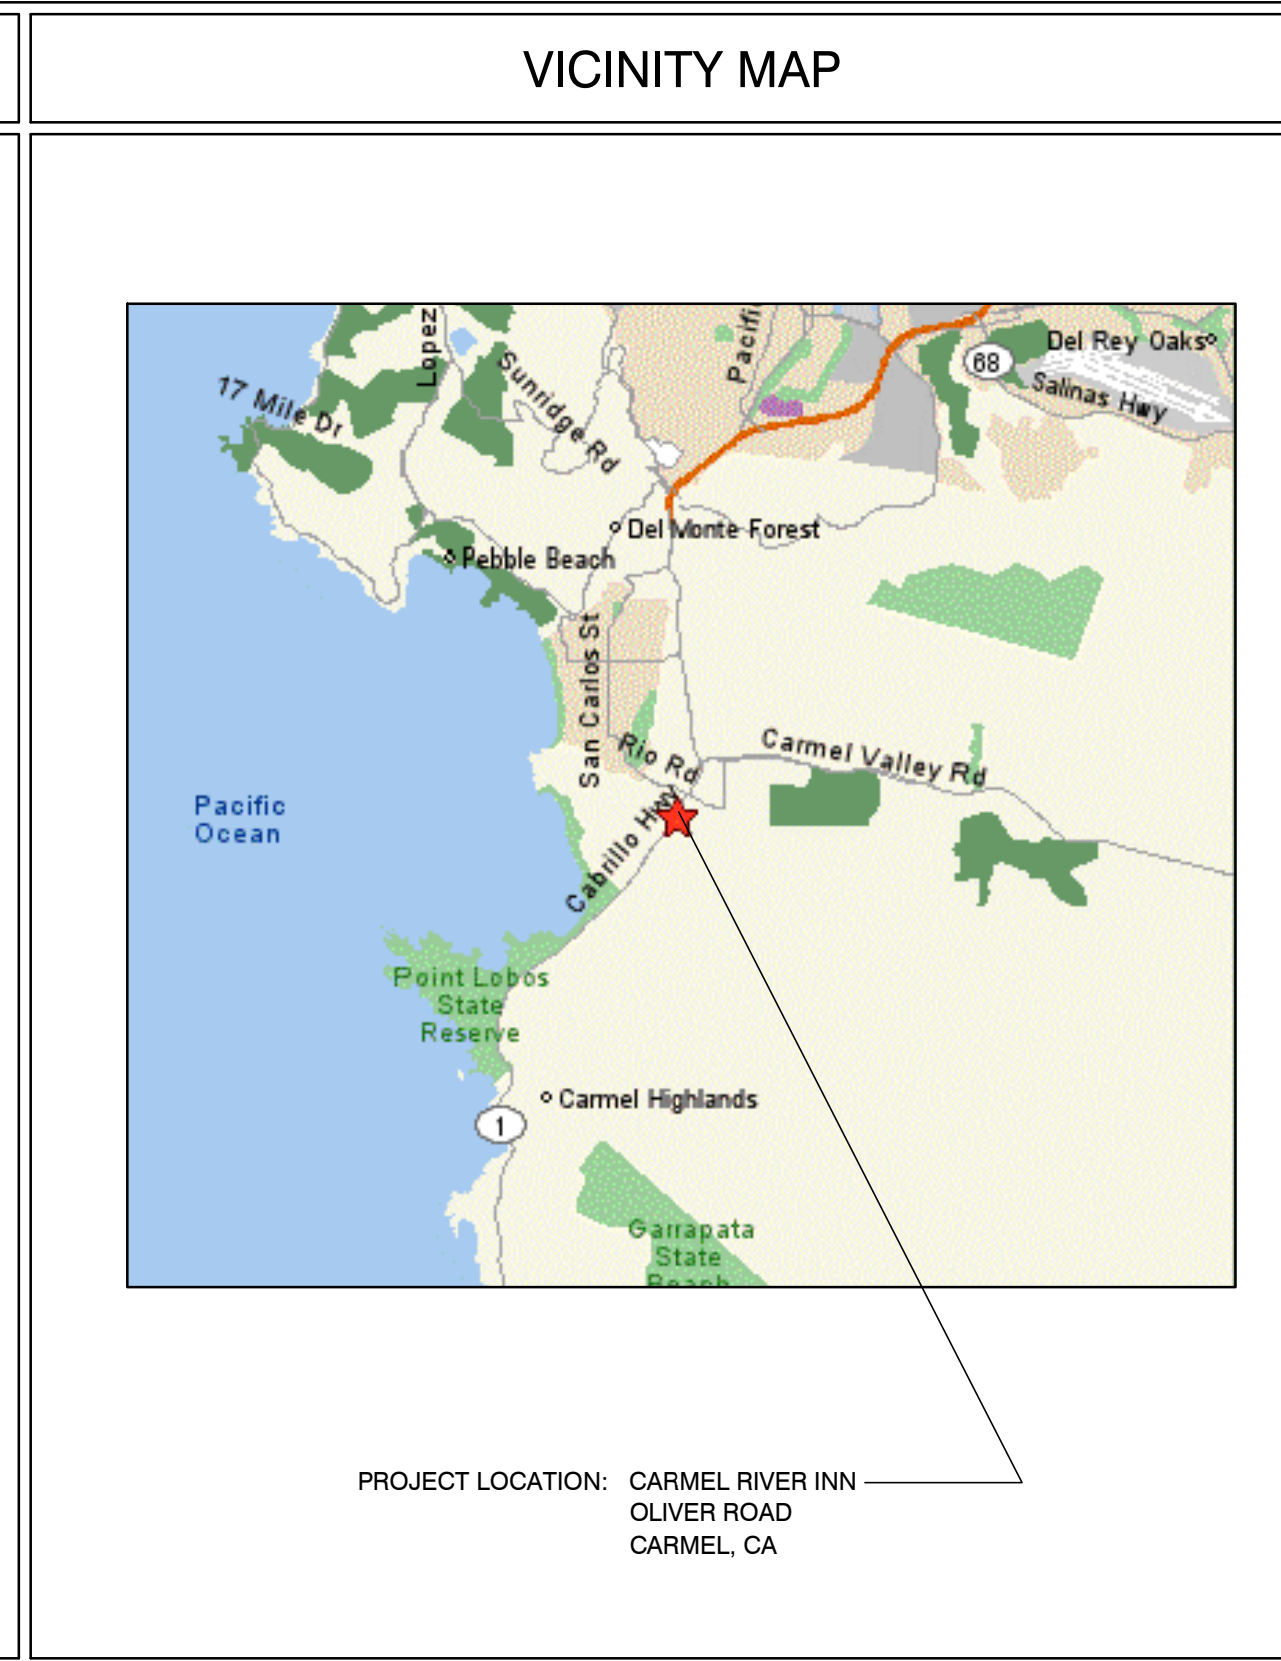 VICINITY MAP
Lopez
Pacifi
Del Rey Oaks
68
Salinas Hwy
17 Mile Dr
Sunridge Rd
Del Monte Forest
Pebble Beach
San Carlos St
Rio Rd
Carmel Valley Rd
Pacific
Ocean
Cabrillo Hwy
Point Lobos
State
Reserve
Carmel Highlands
1
Garrapata
State
Beach
PROJECT LOCATION: CARMEL RIVER INN
OLIVER ROAD
CARMEL, CA